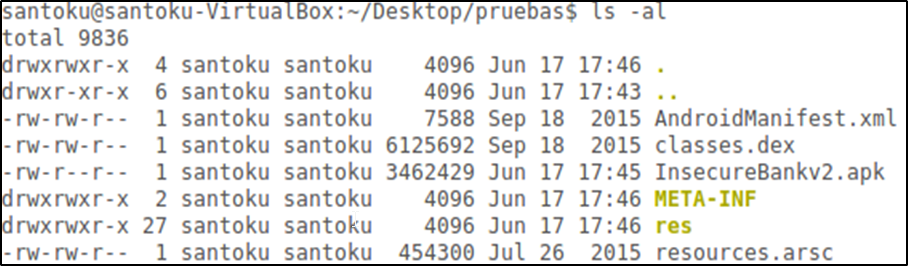 santoku@santoku-VirtualBox:~/Desktop/pruebas$ ls -al
total 9836
drwxrwxr-x  4 santoku santoku    4096 Jun 17 17:46 .
drwxr-xr-x  6 santoku santoku    4096 Jun 17 17:43 ..
-rw-rw-r--  1 santoku santoku    7588 Sep 18  2015 AndroidManifest.xml
-rw-rw-r--  1 santoku santoku 6125692 Sep 18  2015 classes.dex
-rw-r--r--  1 santoku santoku 3462429 Jun 17 17:45 InsecureBankv2.apk
drwxrwxr-x  2 santoku santoku    4096 Jun 17 17:46 META-INF
drwxrwxr-x 27 santoku santoku    4096 Jun 17 17:46 res
-rw-rw-r--  1 santoku santoku  454300 Jul 26  2015 resources.arsc